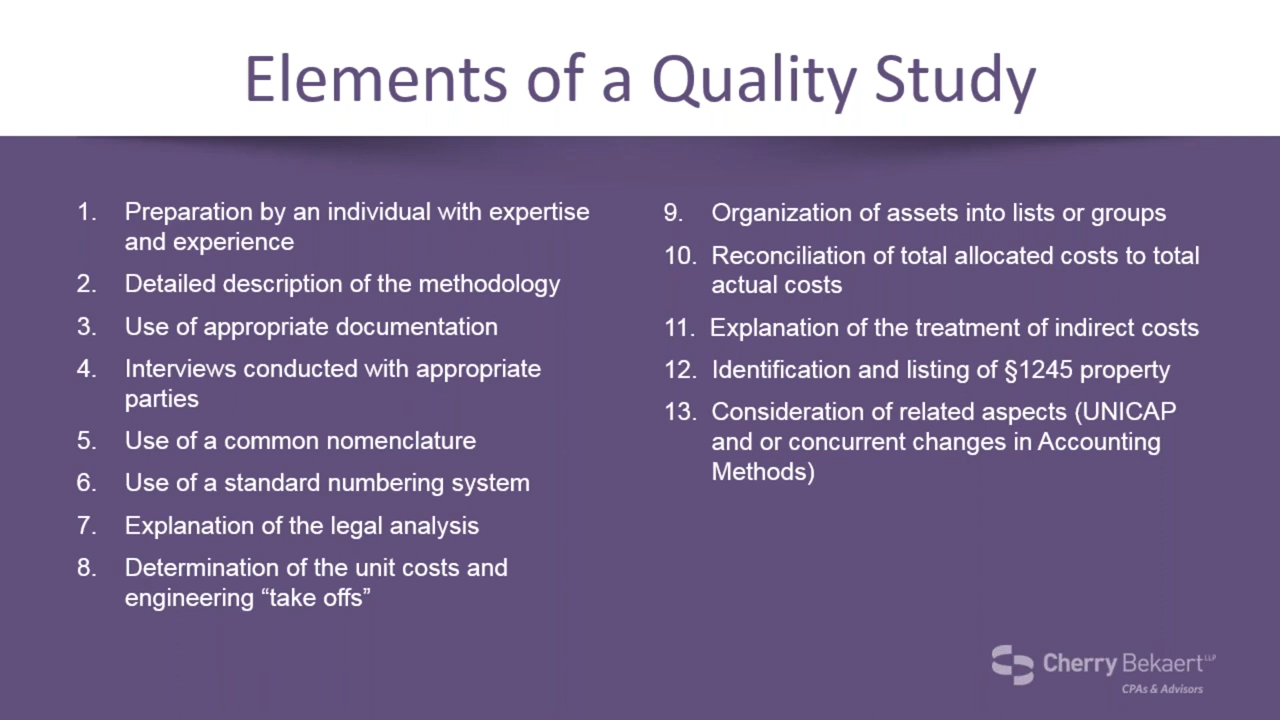 Elements of a Quality Study
1. Preparation by an individual with expertise
and experience
2. Detailed description of the methodology
3. Use of appropriate documentation
4. Interviews conducted with appropriate
parties
5. Use of a common nomenclature
6. Use of a standard numbering system
7. Explanation of the legal analysis
8. Determination of the unit costs and
engineering “take offs”
9. Organization of assets into lists or groups
10. Reconciliation of total allocated costs to total
actual costs
11. Explanation of the treatment of indirect costs
12. Identification and listing of §1245 property
13. Consideration of related aspects (UNICAP
and or concurrent changes in Accounting
Methods)
Cherry Bekaert LLP
CPAs & Advisors